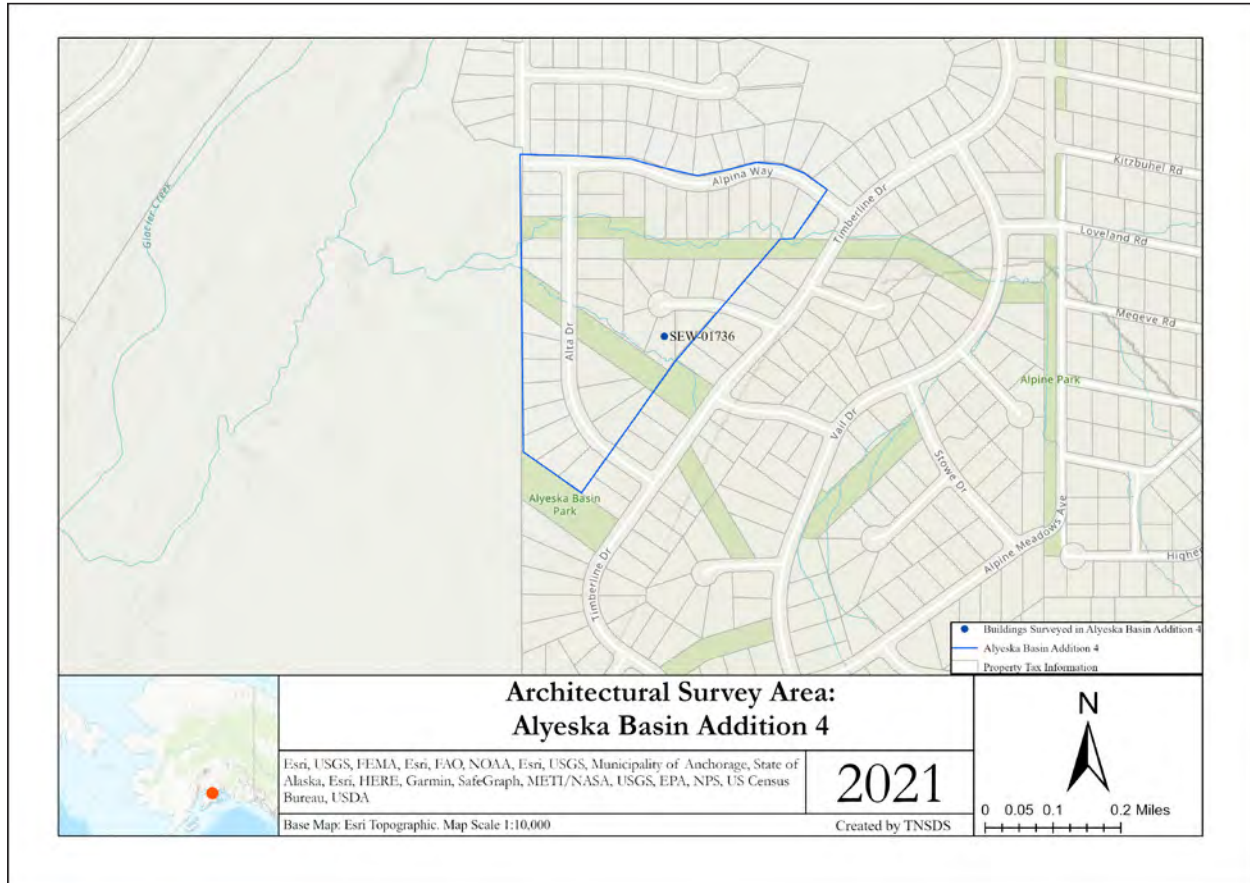 Glacier Creek
Alpina Way
Timberline Dr
Kitzbuhel Rd
Loveland Rd
Megeve Rd
Alta Dr
SEW-01736
Alpine Park
Vail Dr
Stowe Dr
Alyeska Basin
Park
Timberline Dr
Alpine Meadows Ave
Higher
Buildings Surveyed in Alyeska Basin Addition 4
Alyeska Basin Addition 4
Property Tax Information
Architectural Survey Area:
Alyeska Basin Addition 4
Esri, USGS, FEMA, Esri, FAO, NOAA, Esri, USGS, Municipality of Anchorage, State of
Alaska, Esri, HERE, Garmin, SafeGraph, METI/NASA, USGS, EPA, NPS, US Census
Bureau, USDA
2021
Base Map: Esri Topographic. Map Scale 1:10,000
Created by TNSDS
N
0 0.05 0.1 0.2 Miles